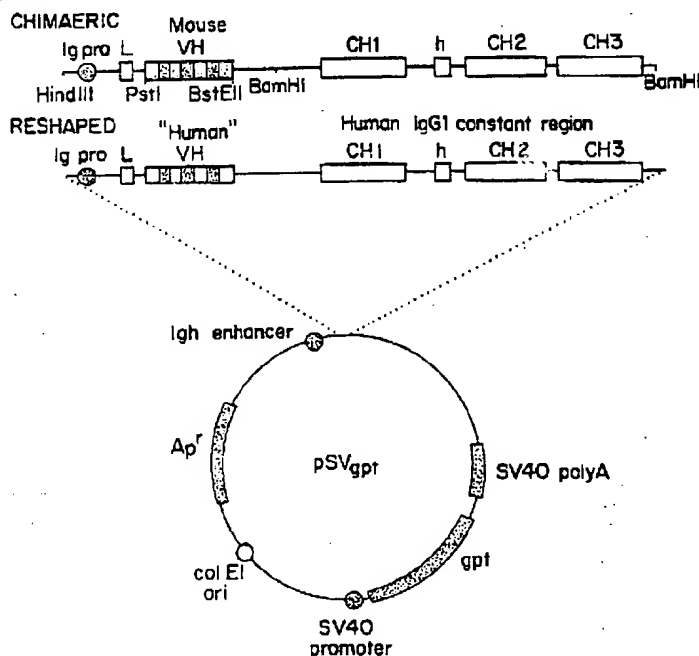 CHIMAERIC
Mouse
Ig pro L VH CH1 h CH2 CH3
HindIII PstI BstEII BamHI BamHI
RESHAPED "Human" Human IgG1 constant region
Ig pro L VH CH1 h CH2 CH3
Igh enhancer
Apr
pSVgpt
SV40 polyA
gpt
col EI
ori
SV40
promoter